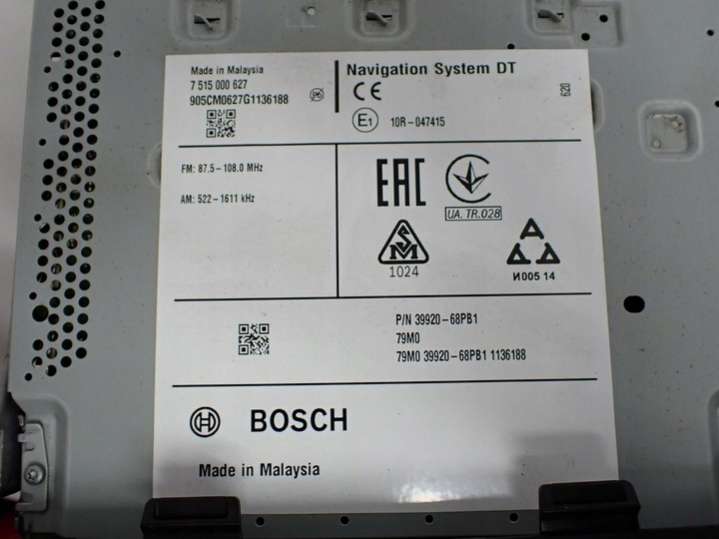 Made in Malaysia
7 515 000 627
905CM0627G1136188
Navigation System DT
CE
E1
10R-047415
620
FM: 87.5-108.0 MHz
AM: 522-1611 kHz
EAC
UA.TR.028
SM
1024
И005 14
P/N 39920-68PB1
79M0
79M0 39920-68PB1 1136188
BOSCH
Made in Malaysia